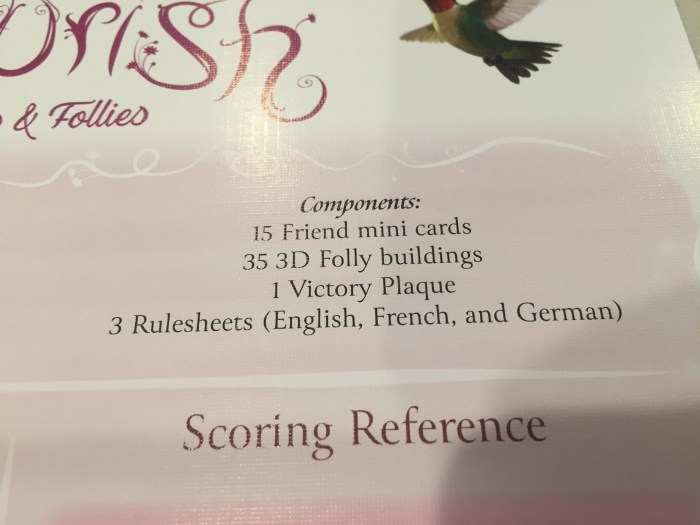 & Follies
Components:
15 Friend mini cards
35 3D Folly buildings
1 Victory Plaque
3 Rulesheets (English, French, and German)
Scoring Reference